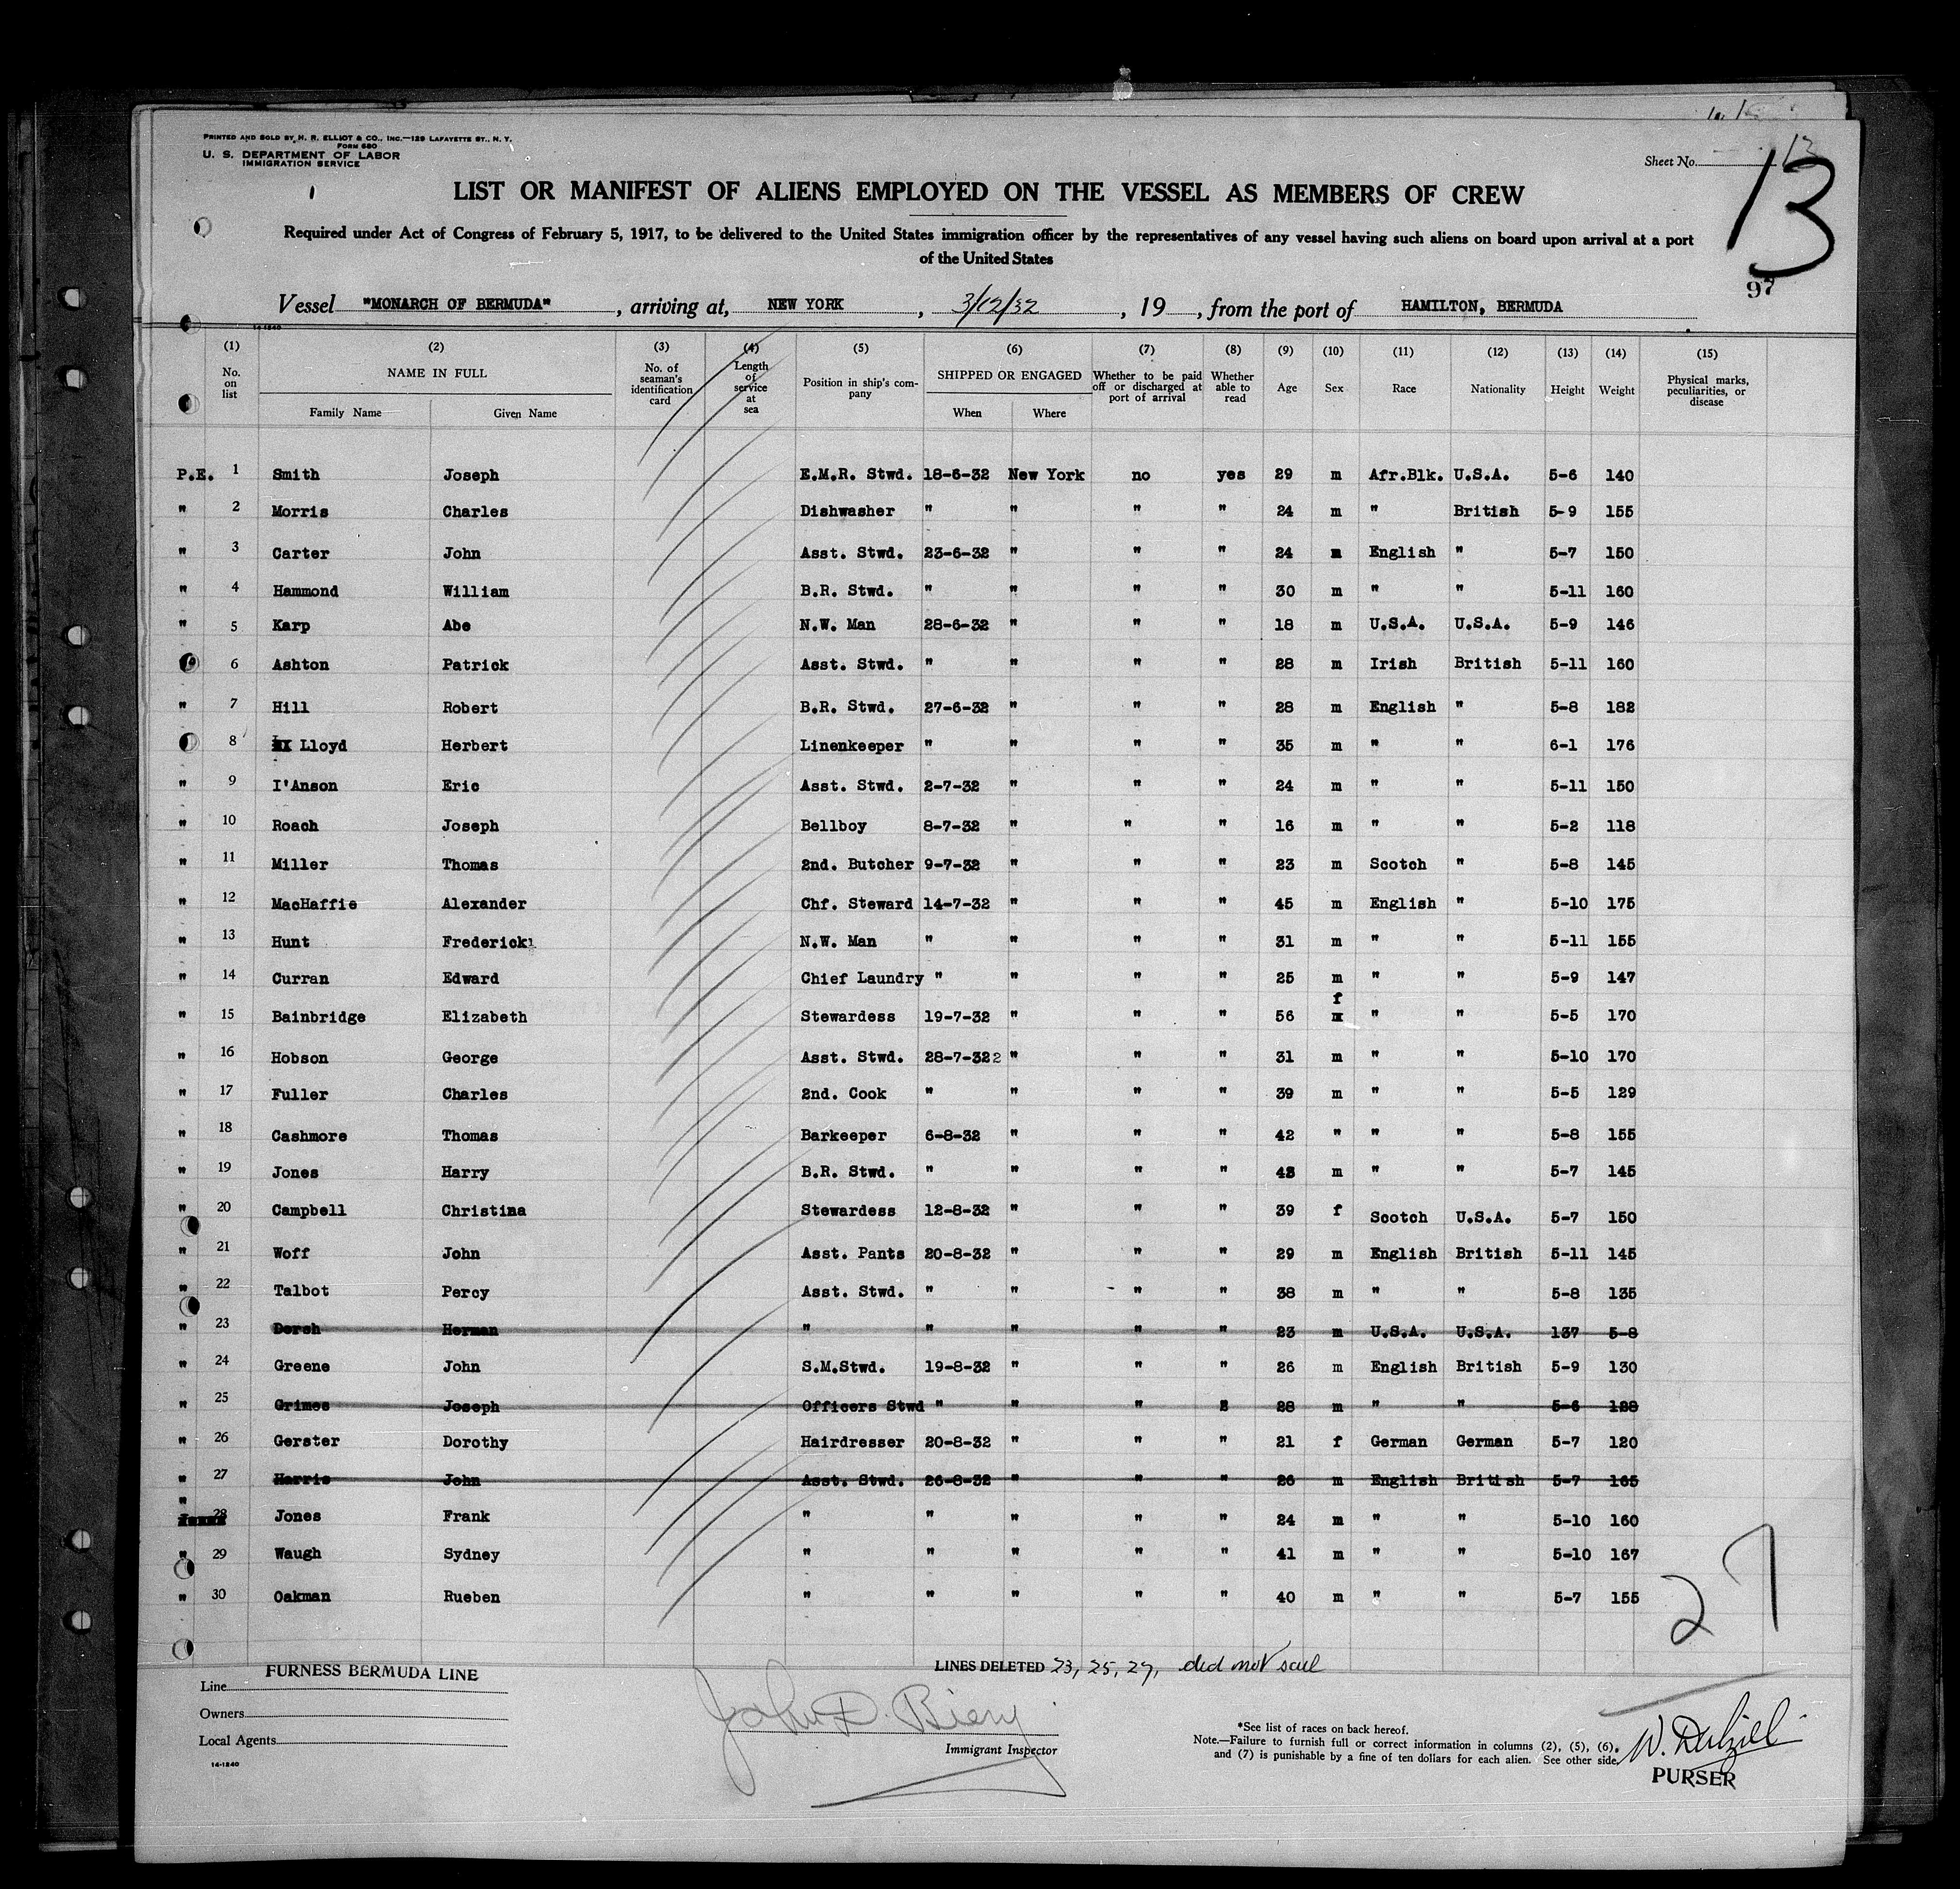 PRINTED AND SOLD BY H. R. ELLIOT & CO., INC.—129 LAFAYETTE ST., N. Y.
FORM 680
U. S. DEPARTMENT OF LABOR
IMMIGRATION SERVICE
Sheet No. 13
13
LIST OR MANIFEST OF ALIENS EMPLOYED ON THE VESSEL AS MEMBERS OF CREW
Required under Act of Congress of February 5, 1917, to be delivered to the United States immigration officer by the representatives of any vessel having such aliens on board upon arrival at a port
of the United States
97
Vessel "MONARCH OF BERMUDA", arriving at, NEW YORK, 3/12/32, 19 , from the port of HAMILTON, BERMUDA
14-1240
(1) (2) (3) (4) (5) (6) (7) (8) (9) (10) (11) (12) (13) (14) (15)
No. on list NAME IN FULL Family Name Given Name No. of seaman's identification card Length of service at sea Position in ship's company SHIPPED OR ENGAGED When Where Whether to be paid off or discharged at port of arrival Whether able to read Age Sex Race Nationality Height Weight Physical marks, peculiarities, or disease
P.E. 1 Smith Joseph E.M.R. Stwd. 18-6-32 New York no yes 29 m Afr.Blk. U.S.A. 5-6 140
" 2 Morris Charles Dishwasher " " " " 24 m " British 5-9 155
" 3 Carter John Asst. Stwd. 23-6-32 " " " 24 m English " 5-7 150
" 4 Hammond William B.R. Stwd. " " " " 30 m " " 5-11 160
" 5 Karp Abe N.W. Man 28-6-32 " " " 18 m U.S.A. U.S.A. 5-9 146
" 6 Ashton Patrick Asst. Stwd. " " " " 28 m Irish British 5-11 160
" 7 Hill Robert B.R. Stwd. 27-6-32 " " " 28 m English " 5-8 182
" 8 Lloyd Herbert Linenkeeper " " " " 35 m " " 6-1 176
" 9 I'Anson Eric Asst. Stwd. 2-7-32 " " " 24 m " " 5-11 150
" 10 Roach Joseph Bellboy 8-7-32 " " " 16 m " " 5-2 118
" 11 Miller Thomas 2nd. Butcher 9-7-32 " " " 23 m Scotch " 5-8 145
" 12 MacHaffie Alexander Chf. Steward 14-7-32 " " " 45 m English " 5-10 175
" 13 Hunt Frederick N.W. Man " " " " 31 m " " 5-11 155
" 14 Curran Edward Chief Laundry " " " " 25 m " " 5-9 147
" 15 Bainbridge Elizabeth Stewardess 19-7-32 " " " 56 f " " 5-5 170
" 16 Hobson George Asst. Stwd. 28-7-322 " " " 31 m " " 5-10 170
" 17 Fuller Charles 2nd. Cook " " " " 39 m " " 5-5 129
" 18 Cashmore Thomas Barkeeper 6-8-32 " " " 42 " " " 5-8 155
" 19 Jones Harry B.R. Stwd. " " " " 43 m " " 5-7 145
" 20 Campbell Christina Stewardess 12-8-32 " " " 39 f Scotch U.S.A. 5-7 150
" 21 Woff John Asst. Pants 20-8-32 " " " 29 m English British 5-11 145
" 22 Talbot Percy Asst. Stwd. " " " " 38 m " " 5-8 135
" 23 Dersh Herman " " " " " 23 m U.S.A. U.S.A. 137 5-8
" 24 Greene John S.M.Stwd. 19-8-32 " " " 26 m English British 5-9 130
" 25 Grimes Joseph Officers Stwd " " " 28 m " " 5-6 128
" 26 Gerster Dorothy Hairdresser 20-8-32 " " " 21 f German German 5-7 120
" 27 Harris John Asst. Stwd. 26-8-32 " " " 26 m English British 5-7 165
" 28 Jones Frank " " " " " 24 m " " 5-10 160
" 29 Waugh Sydney " " " " " 41 m " " 5-10 167
" 30 Oakman Rueben " " " " " 40 m " " 5-7 155
27
LINES DELETED 23, 25, 27, did not sail
Line FURNESS BERMUDA LINE
Owners
Local Agents
14-1240
John D. Bieny
Immigrant Inspector
*See list of races on back hereof.
Note.—Failure to furnish full or correct information in columns (2), (5), (6),
and (7) is punishable by a fine of ten dollars for each alien. See other side.
W. Dalziel
PURSER